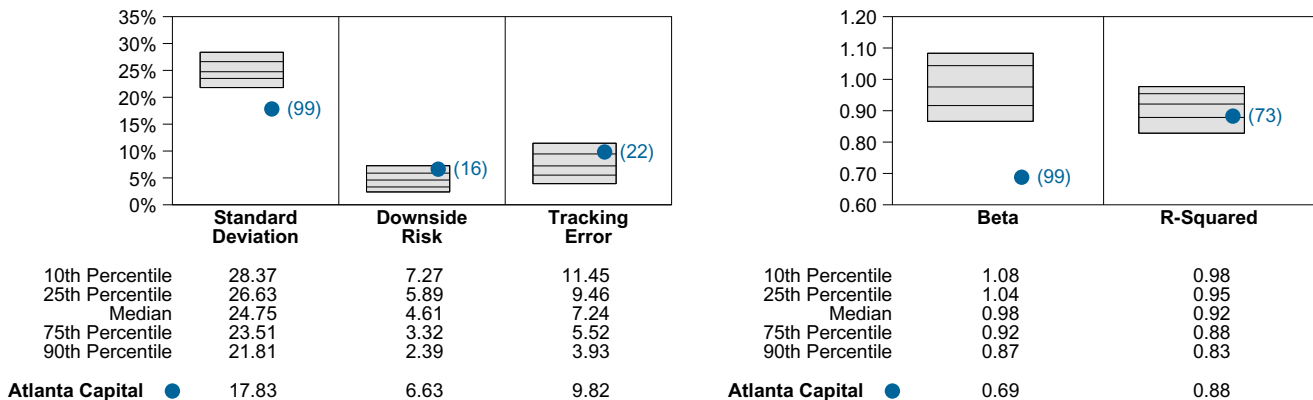 35%
30%
25%
20%
15%
10%
5%
0%
(99)
(16)
(22)
Standard Deviation
Downside Risk
Tracking Error
10th Percentile 28.37 7.27 11.45
25th Percentile 26.63 5.89 9.46
Median 24.75 4.61 7.24
75th Percentile 23.51 3.32 5.52
90th Percentile 21.81 2.39 3.93
Atlanta Capital 17.83 6.63 9.82
1.20
1.10
1.00
0.90
0.80
0.70
0.60
(99)
(73)
Beta R-Squared
10th Percentile 1.08 0.98
25th Percentile 1.04 0.95
Median 0.98 0.92
75th Percentile 0.92 0.88
90th Percentile 0.87 0.83
Atlanta Capital 0.69 0.88